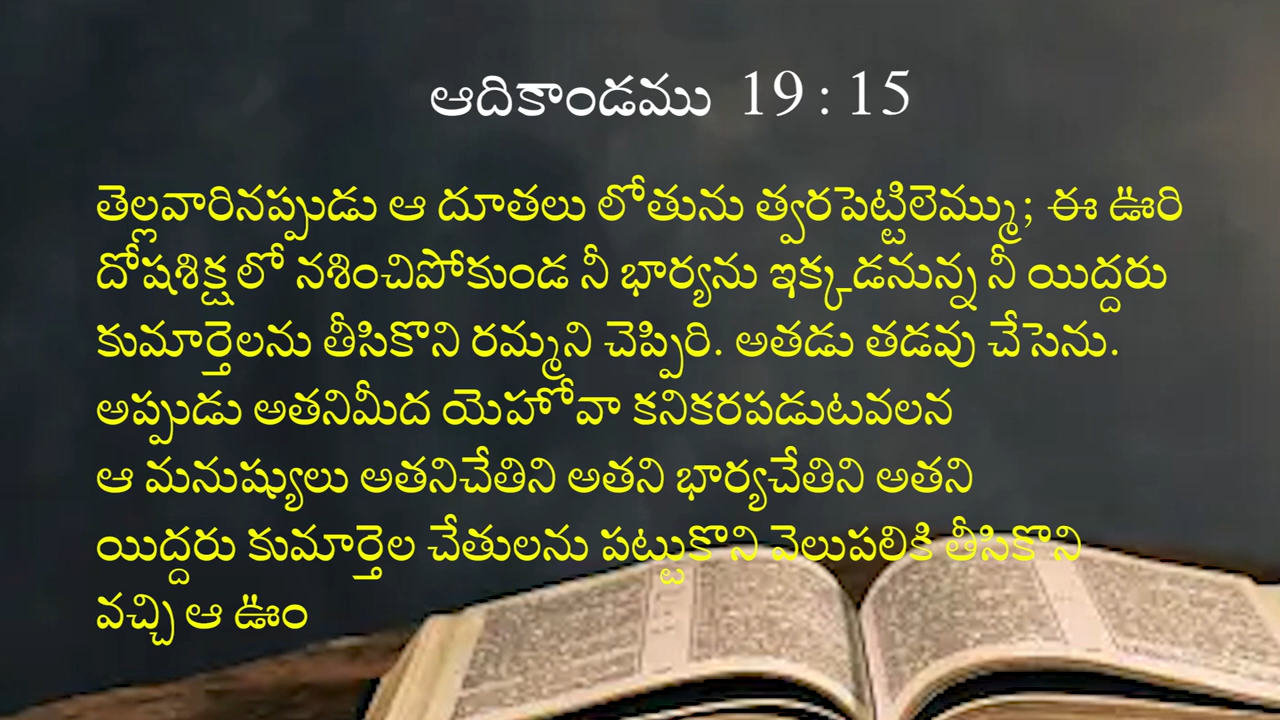 ఆదికాండము 19 : 15
తెల్లవారినప్పుడు ఆ దూతలు లోతును త్వరపెట్టిలెమ్ము; ఈ ఊరి
దోషశిక్షలో నశించిపోకుండ నీ భార్యను ఇక్కడనున్న నీ యిద్దరు
కుమార్తెలను తీసికొని రమ్మని చెప్పిరి. అతడు తడవు చేసెను.
అప్పుడు అతనిమీద యెహోవా కనికరపడుటవలన
ఆ మనుష్యులు అతనిచేతిని అతని భార్యచేతిని అతని
యిద్దరు కుమార్తెల చేతులను పట్టుకొని వెలుపలికి తీసికొని
వచ్చి ఆ ఊం